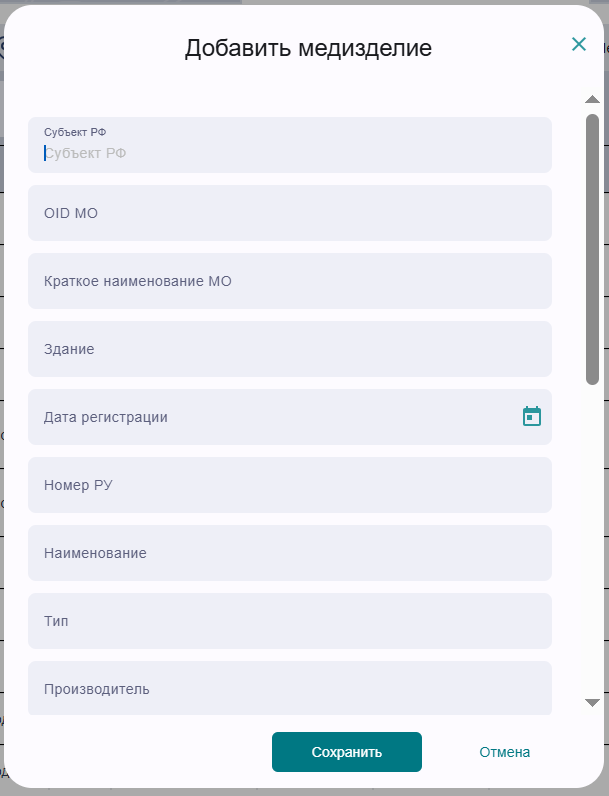 Добавить медизделие
Субъект РФ
Субъект РФ
OID МО
Краткое наименование МО
Здание
Дата регистрации
Номер РУ
Наименование
Тип
Производитель
Сохранить
Отмена